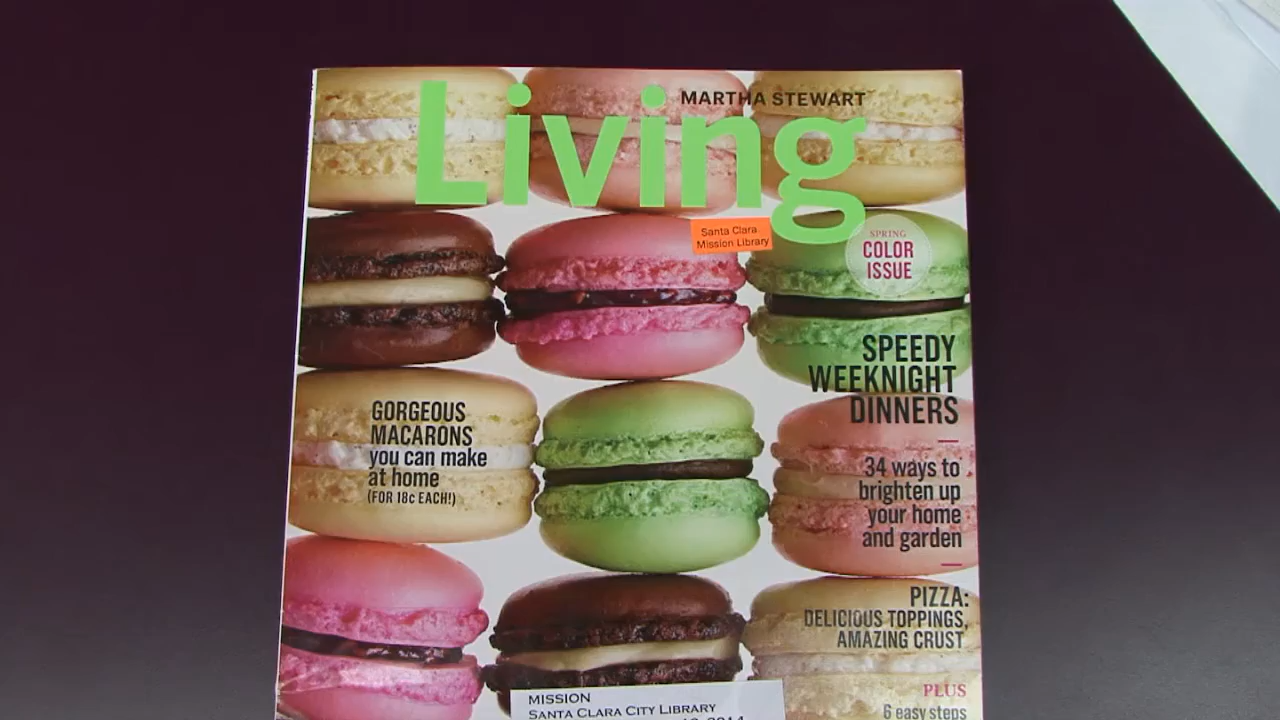 MARTHA STEWART
Living
Santa Clara
Mission Library
SPRING
COLOR
ISSUE
SPEEDY
WEEKNIGHT
DINNERS
34 ways to
brighten up
your home
and garden
PIZZA:
DELICIOUS TOPPINGS,
AMAZING CRUST
PLUS
6 easy steps
GORGEOUS
MACARONS
you can make
at home
(FOR 18c EACH!)
MISSION
SANTA CLARA CITY LIBRARY